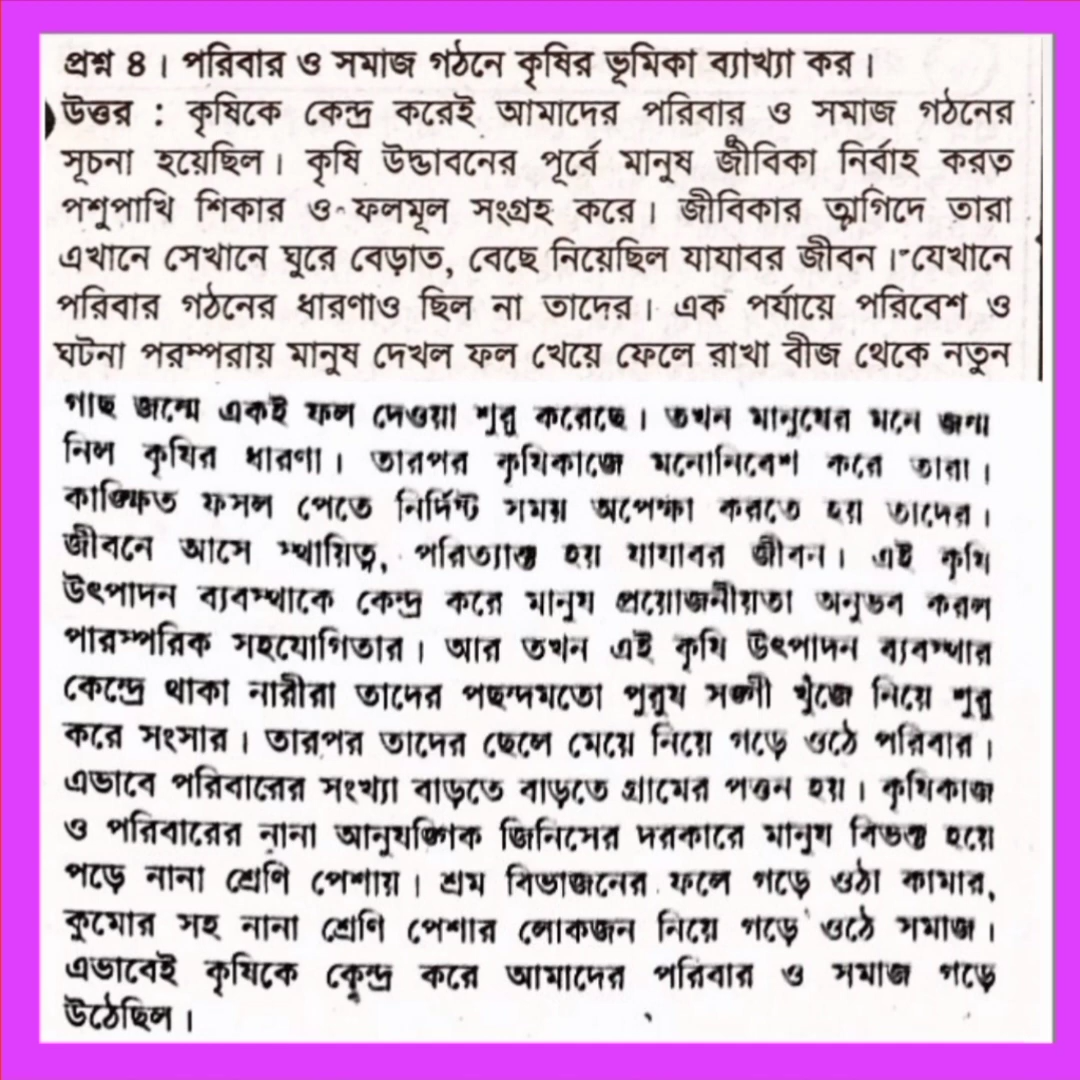 প্রশ্ন ৪। পরিবার ও সমাজ গঠনে কৃষির ভূমিকা ব্যাখ্যা কর।
উত্তর : কৃষিকে কেন্দ্র করেই আমাদের পরিবার ও সমাজ গঠনের
সূচনা হয়েছিল। কৃষি উদ্ভাবনের পূর্বে মানুষ জীবিকা নির্বাহ করত
পশুপাখি শিকার ও ফলমূল সংগ্রহ করে। জীবিকার তাগিদে তারা
এখানে সেখানে ঘুরে বেড়াত, বেছে নিয়েছিল যাযাবর জীবন। যেখানে
পরিবার গঠনের ধারণাও ছিল না তাদের। এক পর্যায়ে পরিবেশ ও
ঘটনা পরম্পরায় মানুষ দেখল ফল খেয়ে ফেলে রাখা বীজ থেকে নতুন
গাছ জন্মে একই ফল দেওয়া শুরু করেছে। তখন মানুষের মনে জন্ম
নিল কৃষির ধারণা। তারপর কৃষিকাজে মনোনিবেশ করে তারা।
কাঙ্ক্ষিত ফসল পেতে নির্দিষ্ট সময় অপেক্ষা করতে হয় তাদের।
জীবনে আসে স্থায়িত্ব, পরিত্যাক্ত হয় যাযাবর জীবন। এই কৃষি
উৎপাদন ব্যবস্থাকে কেন্দ্র করে মানুষ প্রয়োজনীয়তা অনুভব করল
পারস্পরিক সহযোগিতার। আর তখন এই কৃষি উৎপাদন ব্যবস্থার
কেন্দ্রে থাকা নারীরা তাদের পছন্দমতো পুরুষ সঙ্গী খুঁজে নিয়ে শুরু
করে সংসার। তারপর তাদের ছেলে মেয়ে নিয়ে গড়ে ওঠে পরিবার।
এভাবে পরিবারের সংখ্যা বাড়তে বাড়তে গ্রামের পত্তন হয়। কৃষিকাজ
ও পরিবারের নানা আনুষঙ্গিক জিনিসের দরকারে মানুষ বিভক্ত হয়ে
পড়ে নানা শ্রেণি পেশায়। শ্রম বিভাজনের ফলে গড়ে ওঠা কামার,
কুমোর সহ নানা শ্রেণি পেশার লোকজন নিয়ে গড়ে ওঠে সমাজ।
এভাবেই কৃষিকে কেন্দ্র করে আমাদের পরিবার ও সমাজ গড়ে
উঠেছিল।